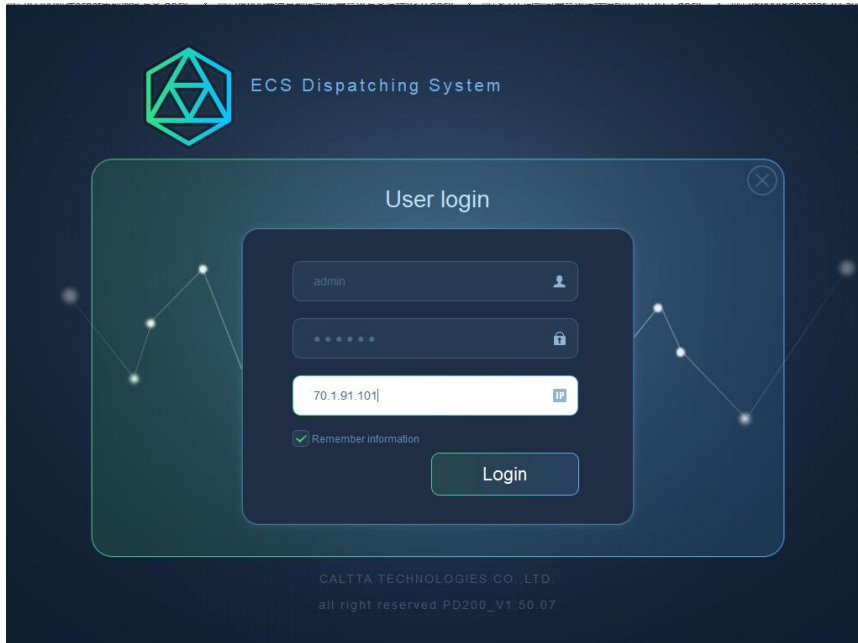 ECS Dispatching System
User login
admin
70.1.91.101
IP
Remember information
Login
CALTTA TECHNOLOGIES CO.,LTD.
all right reserved PD200_V1.50.07